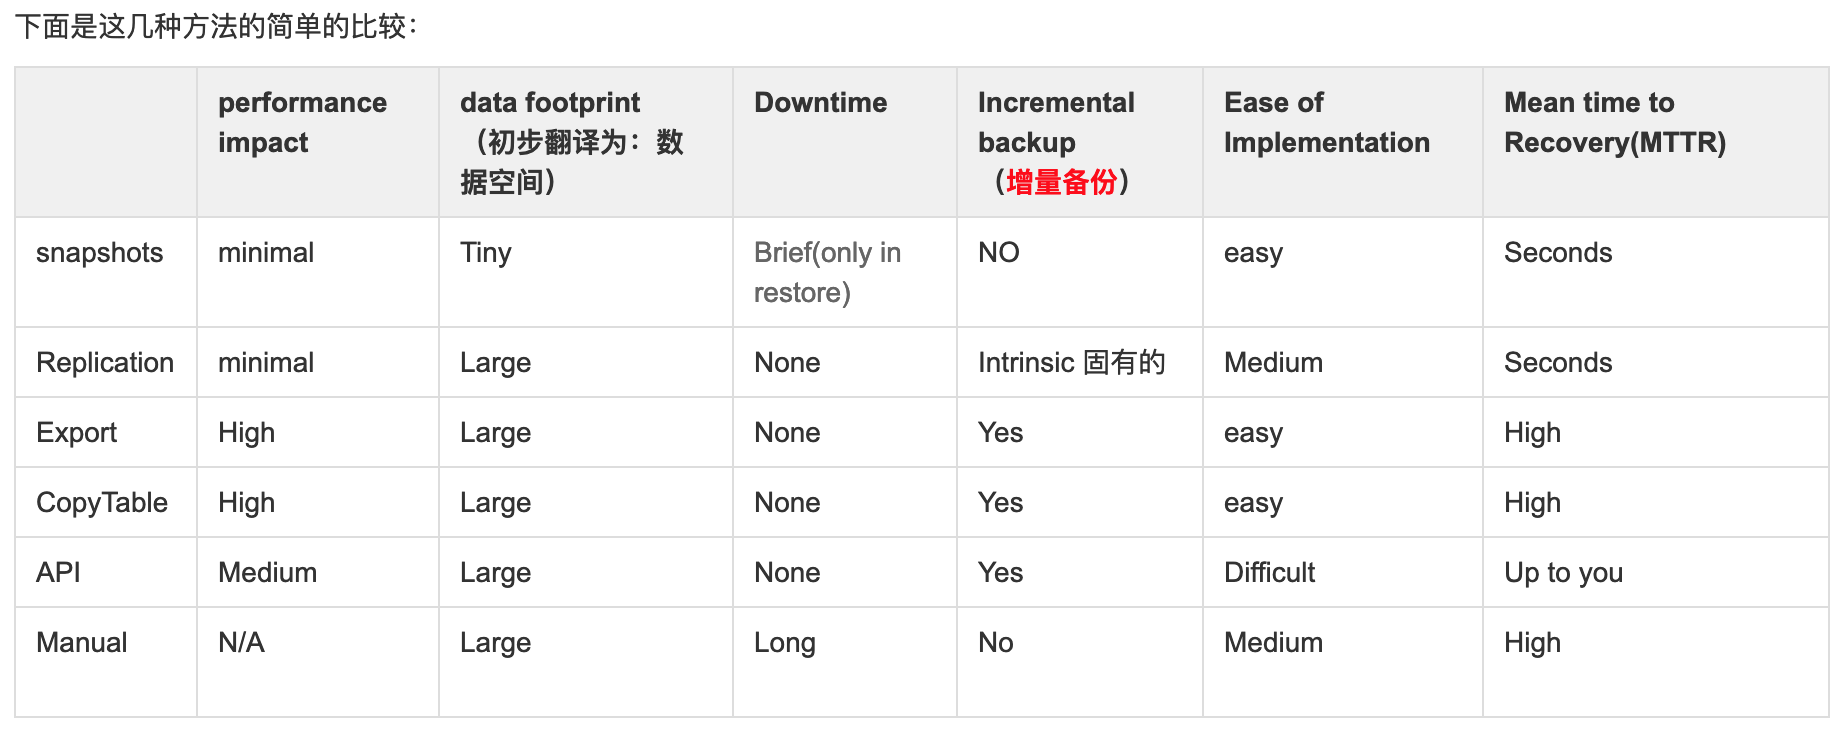 下面是这几种方法的简单的比较：
performance impact
data footprint（初步翻译为：数据空间）
Downtime
Incremental backup（增量备份）
Ease of Implementation
Mean time to Recovery(MTTR)
snapshots minimal Tiny Brief(only in restore) NO easy Seconds
Replication minimal Large None Intrinsic 固有的 Medium Seconds
Export High Large None Yes easy High
CopyTable High Large None Yes easy High
API Medium Large None Yes Difficult Up to you
Manual N/A Large Long No Medium High